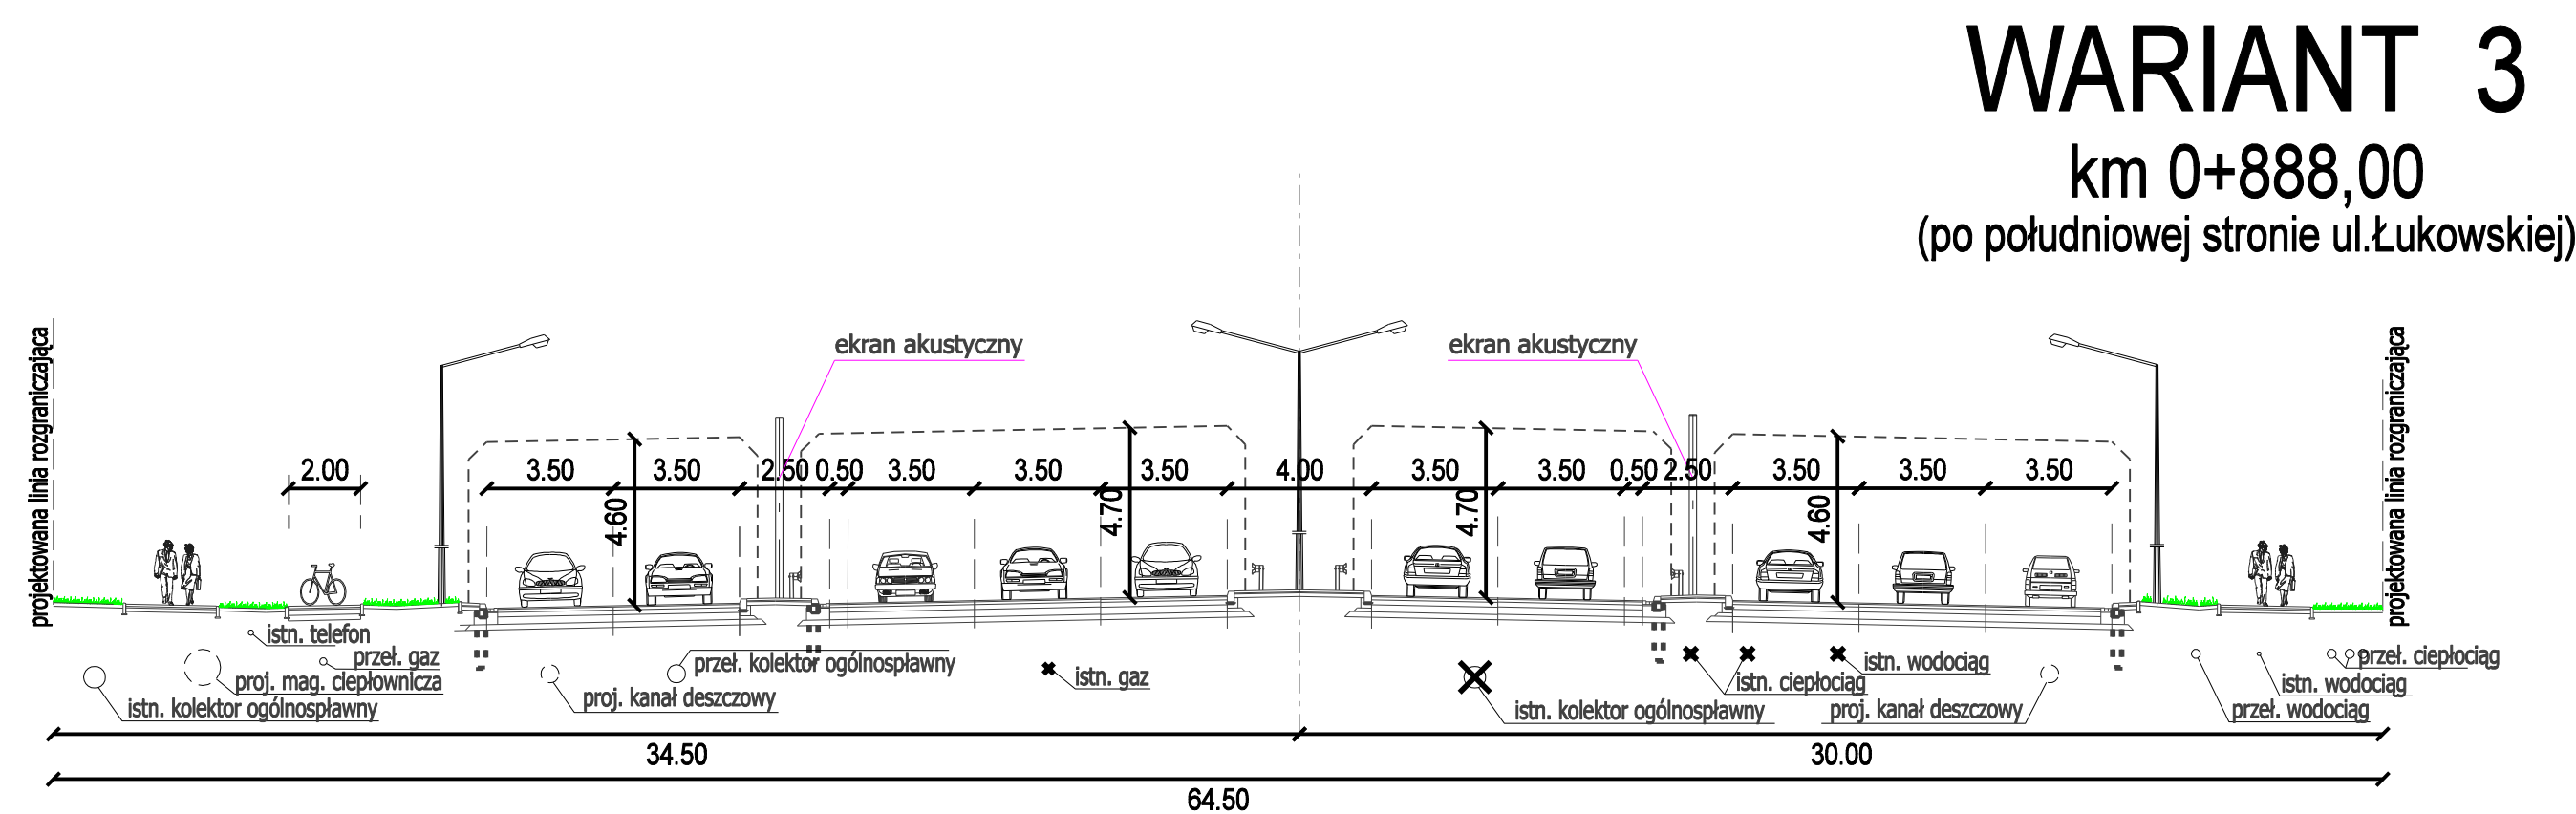 WARIANT 3
km 0+888,00
(po południowej stronie ul.Łukowskiej)
ekran akustyczny
ekran akustyczny
projektowana linia rozgraniczająca
projektowana linia rozgraniczająca
2.00
3.50
3.50
2.50
0.50
3.50
3.50
3.50
4.00
3.50
3.50
0.50
2.50
3.50
3.50
3.50
4.60
4.70
4.70
4.60
istn. telefon
przeł. gaz
proj. mag. ciepłownicza
istn. kolektor ogólnospławny
proj. kanał deszczowy
przeł. kolektor ogólnospławny
istn. gaz
istn. kolektor ogólnospławny
istn. ciepłociąg
istn. wodociąg
proj. kanał deszczowy
przeł. ciepłociąg
istn. wodociąg
przeł. wodociąg
34.50
30.00
64.50